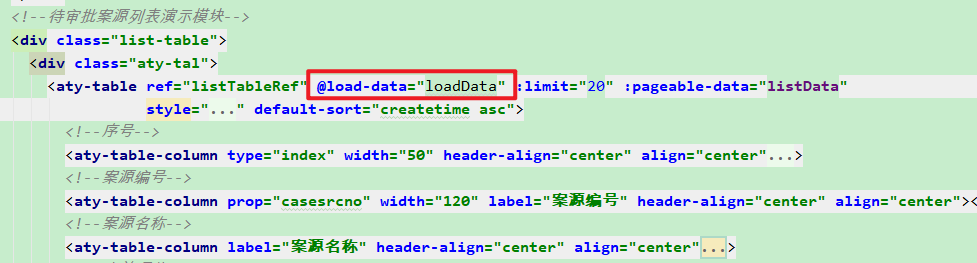 <!--待审批案源列表演示模块-->
<div class="list-table">
<div class="aty-tal">
<aty-table ref="listTableRef" @load-data="loadData" :limit="20" :pageable-data="listData"
style="..." default-sort="createtime asc">
<!--序号-->
<aty-table-column type="index" width="50" header-align="center" align="center"...>
<!--案源编号-->
<aty-table-column prop="casesrcno" width="120" label="案源编号" header-align="center" align="center"><
<!--案源名称-->
<aty-table-column label="案源名称" header-align="center" align="center"...>